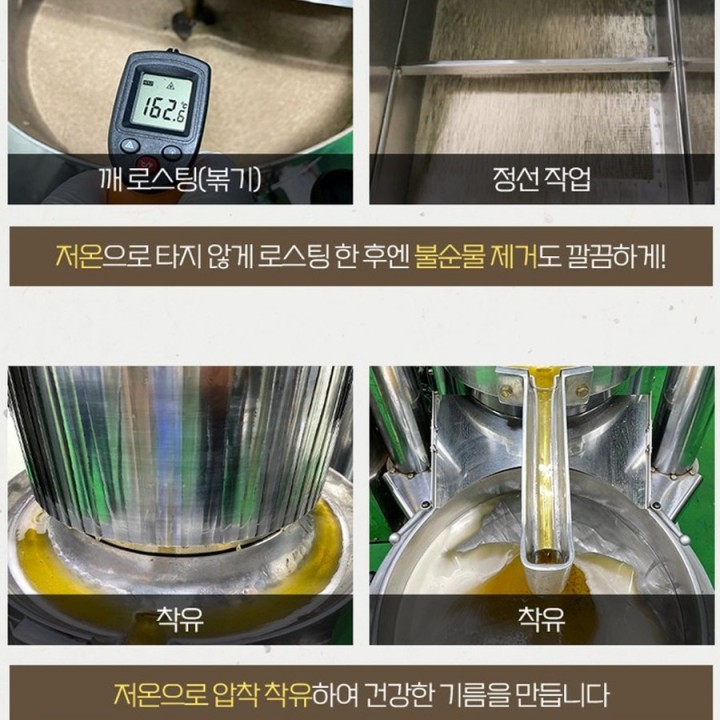 162.6 ℃
깨 로스팅(볶기)
정선 작업
저온으로 타지 않게 로스팅 한 후엔 불순물 제거도 깔끔하게!
착유
착유
저온으로 압착 착유하여 건강한 기름을 만듭니다